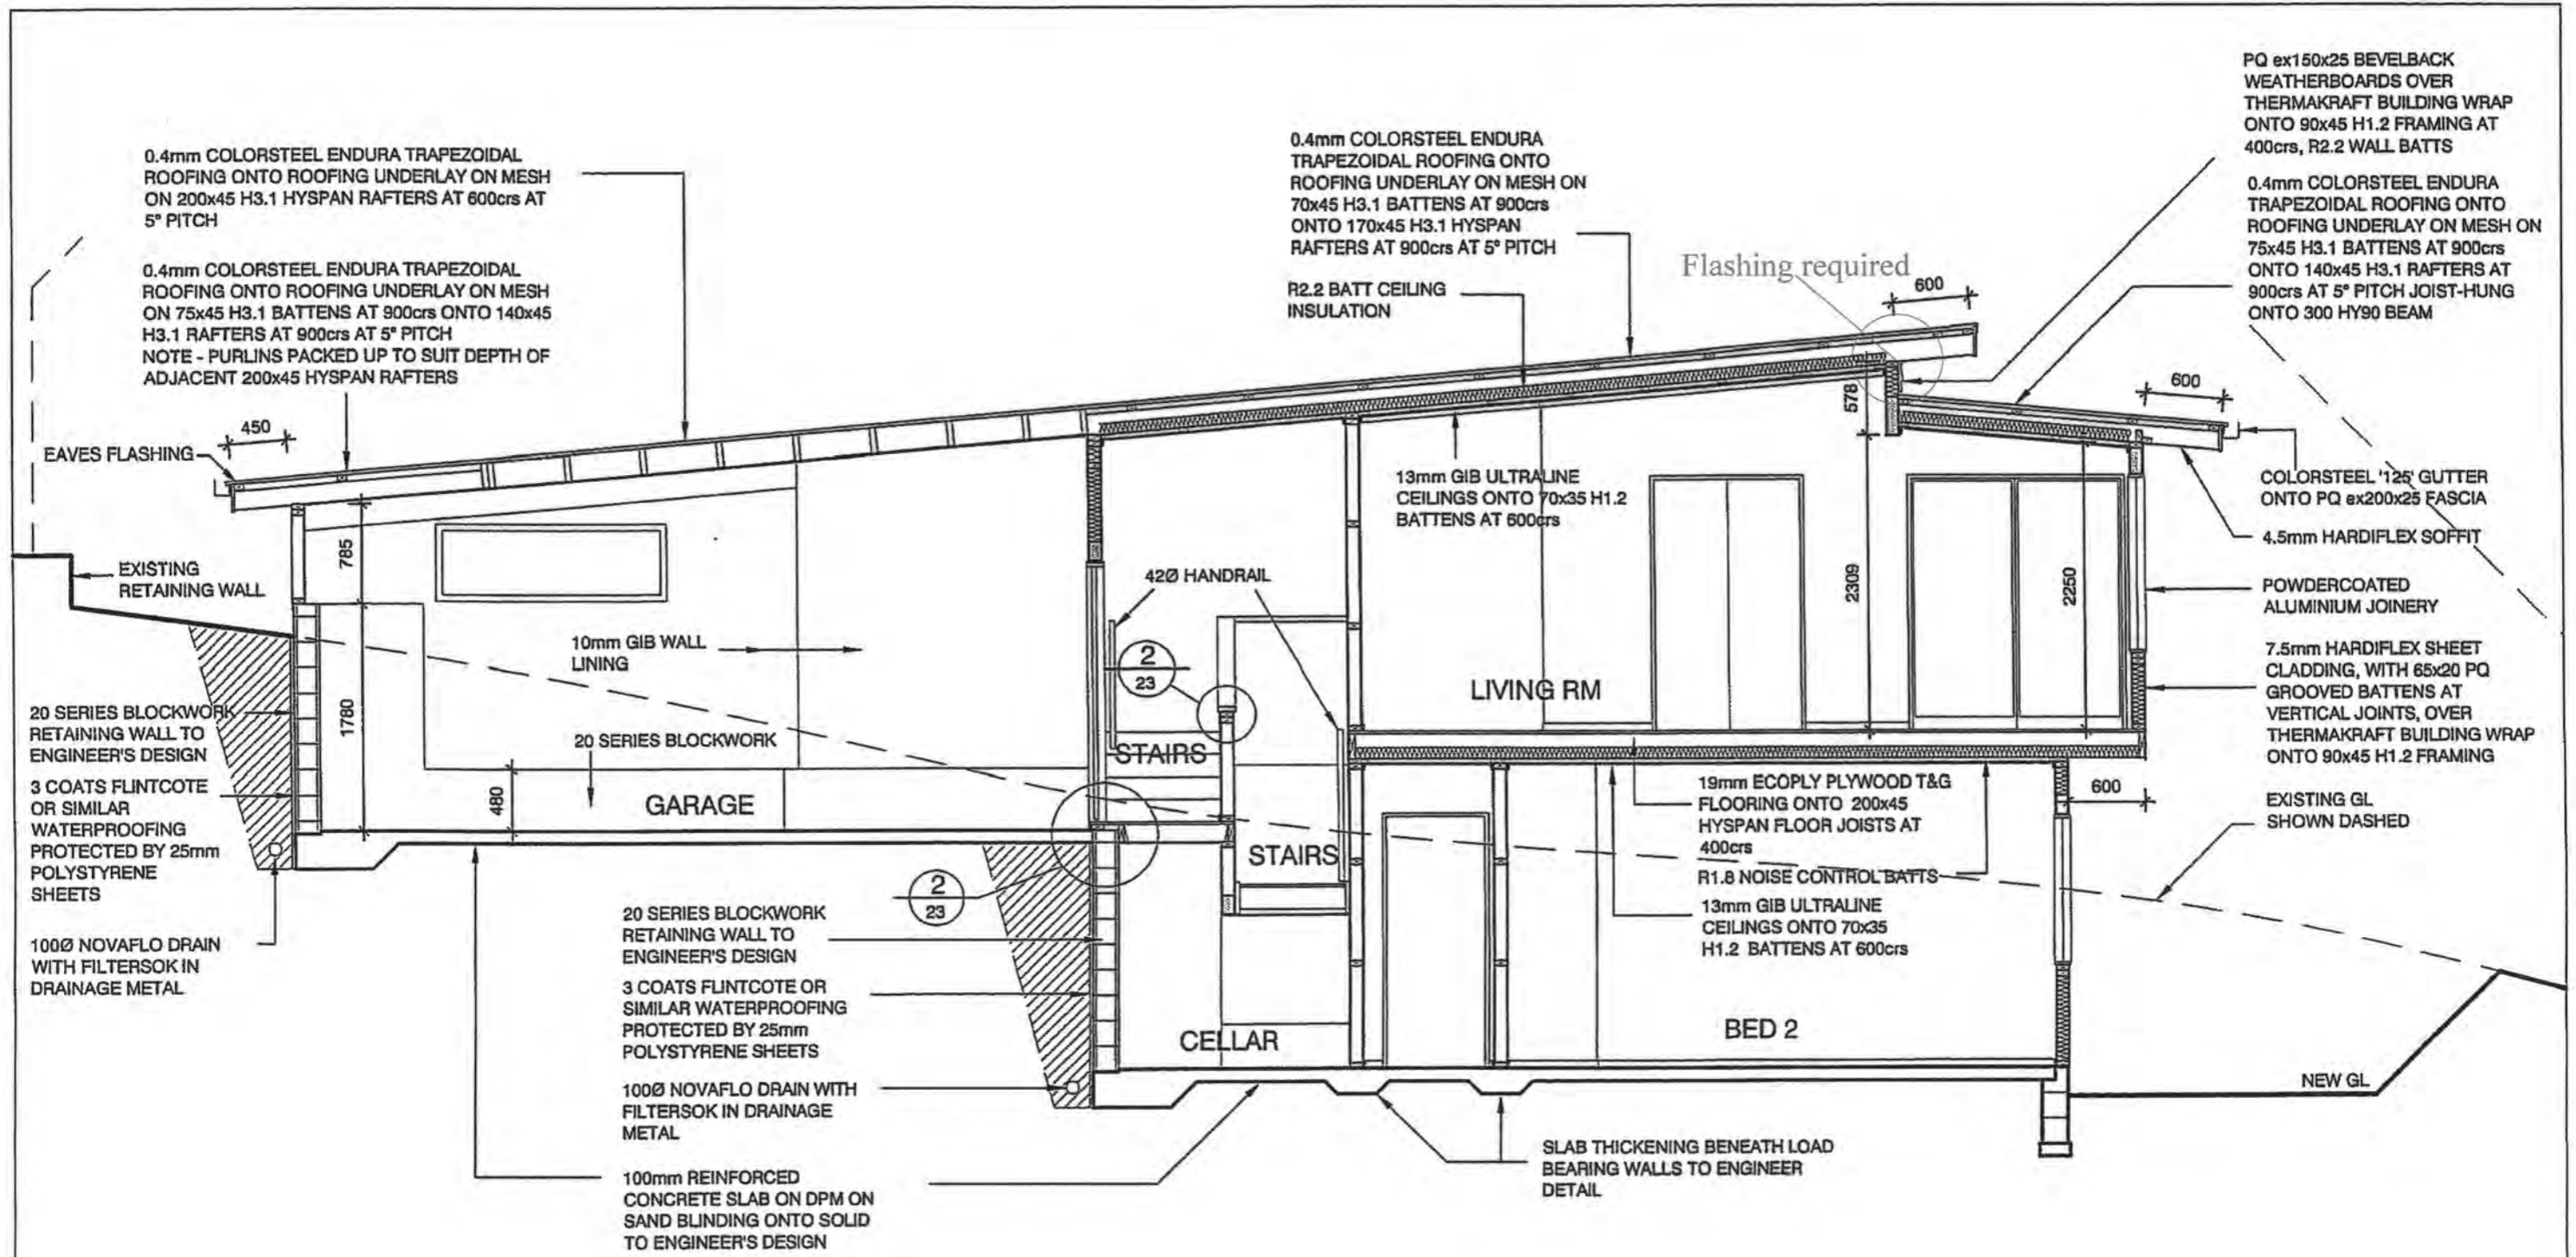 0.4mm COLORSTEEL ENDURA TRAPEZOIDAL
ROOFING ONTO ROOFING UNDERLAY ON MESH
ON 200x45 H3.1 HYSPAN RAFTERS AT 600crs AT
5° PITCH
0.4mm COLORSTEEL ENDURA TRAPEZOIDAL
ROOFING ONTO ROOFING UNDERLAY ON MESH
ON 75x45 H3.1 BATTENS AT 900crs ONTO 140x45
H3.1 RAFTERS AT 900crs AT 5° PITCH
NOTE - PURLINS PACKED UP TO SUIT DEPTH OF
ADJACENT 200x45 HYSPAN RAFTERS
450
EAVES FLASHING
0.4mm COLORSTEEL ENDURA
TRAPEZOIDAL ROOFING ONTO
ROOFING UNDERLAY ON MESH ON
70x45 H3.1 BATTENS AT 900crs
ONTO 170x45 H3.1 HYSPAN
RAFTERS AT 900crs AT 5° PITCH
R2.2 BATT CEILING
INSULATION
Flashing required
600
PQ ex150x25 BEVELBACK
WEATHERBOARDS OVER
THERMAKRAFT BUILDING WRAP
ONTO 90x45 H1.2 FRAMING AT
400crs, R2.2 WALL BATTS
0.4mm COLORSTEEL ENDURA
TRAPEZOIDAL ROOFING ONTO
ROOFING UNDERLAY ON MESH ON
75x45 H3.1 BATTENS AT 900crs
ONTO 140x45 H3.1 RAFTERS AT
900crs AT 5° PITCH JOIST-HUNG
ONTO 300 HY90 BEAM
600
578
COLORSTEEL '125' GUTTER
ONTO PQ ex200x25 FASCIA
4.5mm HARDIFLEX SOFFIT
POWDERCOATED
ALUMINIUM JOINERY
7.5mm HARDIFLEX SHEET
CLADDING, WITH 65x20 PQ
GROOVED BATTENS AT
VERTICAL JOINTS, OVER
THERMAKRAFT BUILDING WRAP
ONTO 90x45 H1.2 FRAMING
EXISTING GL
SHOWN DASHED
600
13mm GIB ULTRALINE
CEILINGS ONTO 70x35 H1.2
BATTENS AT 600crs
2309
2250
LIVING RM
42Ø HANDRAIL
2
23
STAIRS
STAIRS
EXISTING
RETAINING WALL
785
1780
10mm GIB WALL
LINING
20 SERIES BLOCKWORK
480
GARAGE
20 SERIES BLOCKWORK
RETAINING WALL TO
ENGINEER'S DESIGN
3 COATS FLINTCOTE
OR SIMILAR
WATERPROOFING
PROTECTED BY 25mm
POLYSTYRENE
SHEETS
100Ø NOVAFLO DRAIN
WITH FILTERSOK IN
DRAINAGE METAL
2
23
20 SERIES BLOCKWORK
RETAINING WALL TO
ENGINEER'S DESIGN
3 COATS FLINTCOTE OR
SIMILAR WATERPROOFING
PROTECTED BY 25mm
POLYSTYRENE SHEETS
100Ø NOVAFLO DRAIN WITH
FILTERSOK IN DRAINAGE
METAL
100mm REINFORCED
CONCRETE SLAB ON DPM ON
SAND BLINDING ONTO SOLID
TO ENGINEER'S DESIGN
19mm ECOPLY PLYWOOD T&G
FLOORING ONTO 200x45
HYSPAN FLOOR JOISTS AT
400crs
R1.8 NOISE CONTROL BATTS
13mm GIB ULTRALINE
CEILINGS ONTO 70x35
H1.2 BATTENS AT 600crs
CELLAR
BED 2
NEW GL
SLAB THICKENING BENEATH LOAD
BEARING WALLS TO ENGINEER
DETAIL